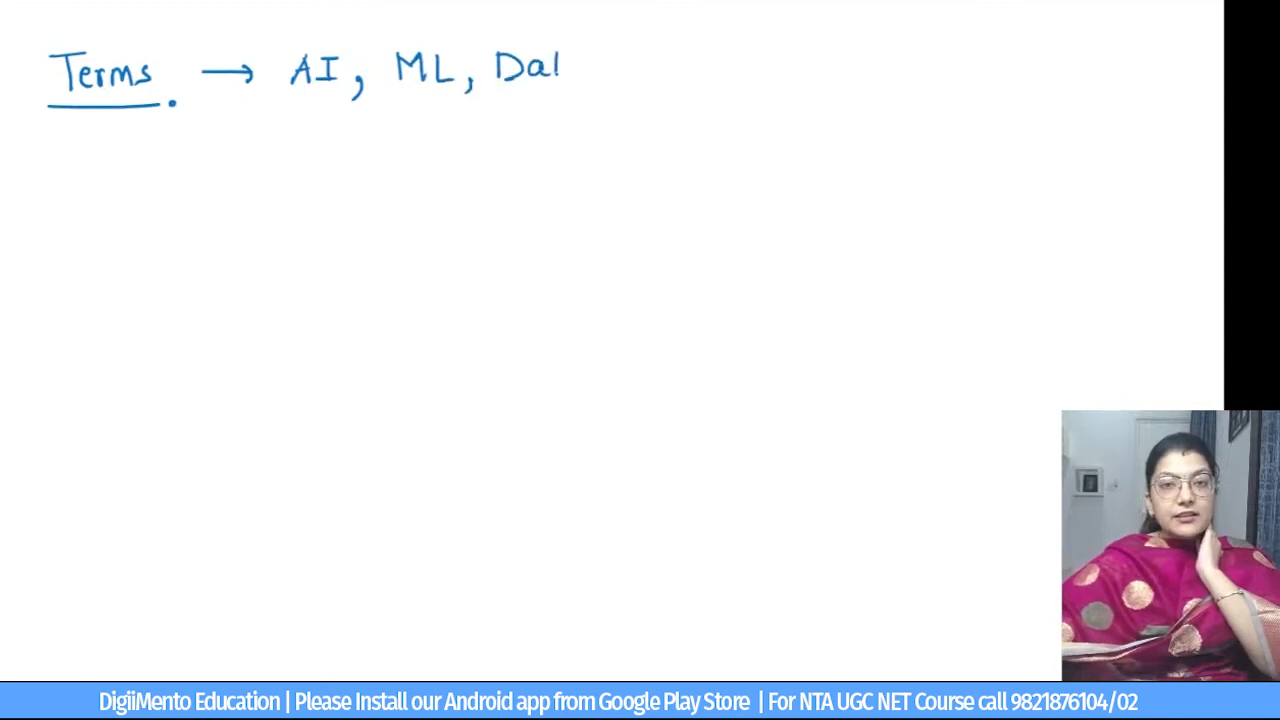 Terms → AI, ML, Dal
DigiiMento Education | Please Install our Android app from Google Play Store | For NTA UGC NET Course call 9821876104/02